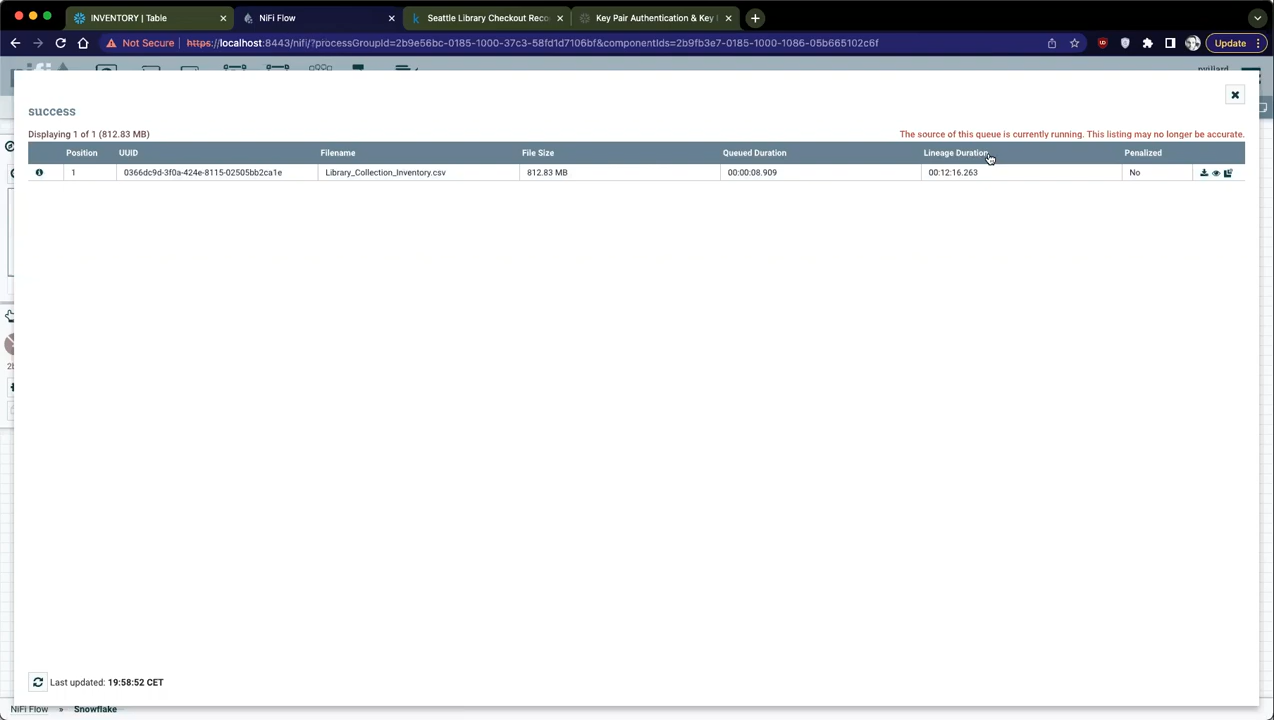 INVENTORY | Table
NiFi Flow
Seattle Library Checkout Reco
Key Pair Authentication & Key
Not Secure
https://localhost:8443/nifi/?processGroupId=2b9e56bc-0185-1000-37c3-58fd1d7106bf&componentIds=2b9fb3e7-0185-1000-1086-05b665102c6f
Update
success
Displaying 1 of 1 (812.83 MB)
The source of this queue is currently running. This listing may no longer be accurate.
Position UUID Filename File Size Queued Duration Lineage Duration Penalized
1 0366dc9d-3f0a-424e-8115-02505bb2ca1e Library_Collection_Inventory.csv 812.83 MB 00:00:08.909 00:12:16.263 No
Last updated: 19:58:52 CET
NiFi Flow » Snowflake